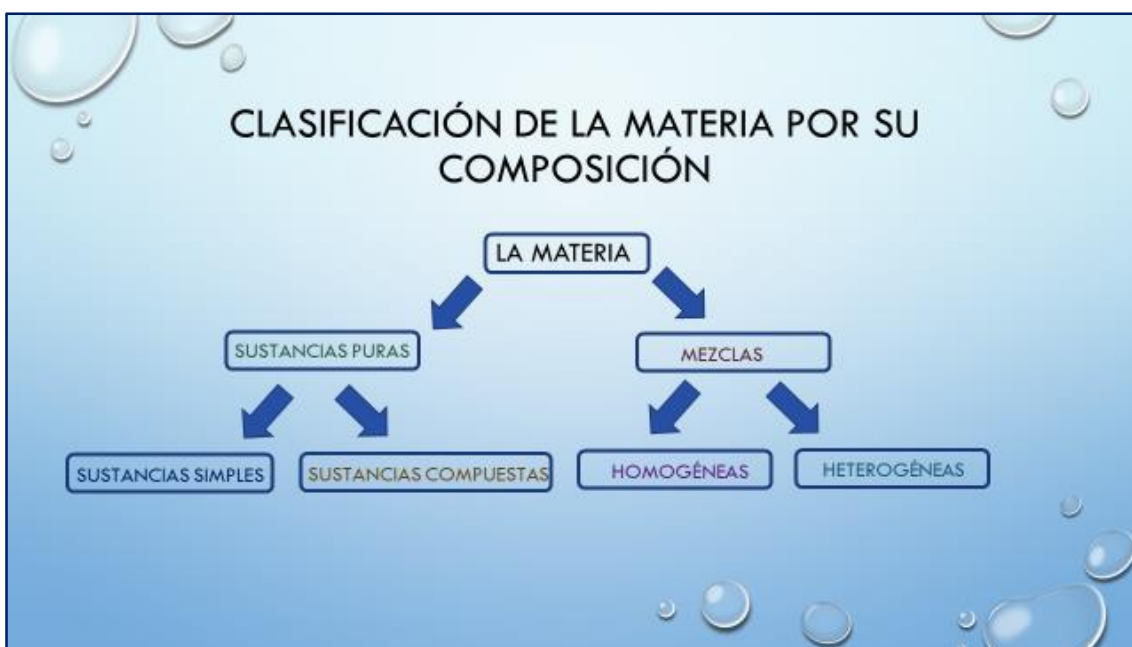 CLASIFICACIÓN DE LA MATERIA POR SU
COMPOSICIÓN
LA MATERIA
SUSTANCIAS PURAS
MEZCLAS
SUSTANCIAS SIMPLES
SUSTANCIAS COMPUESTAS
HOMOGÉNEAS
HETEROGÉNEAS